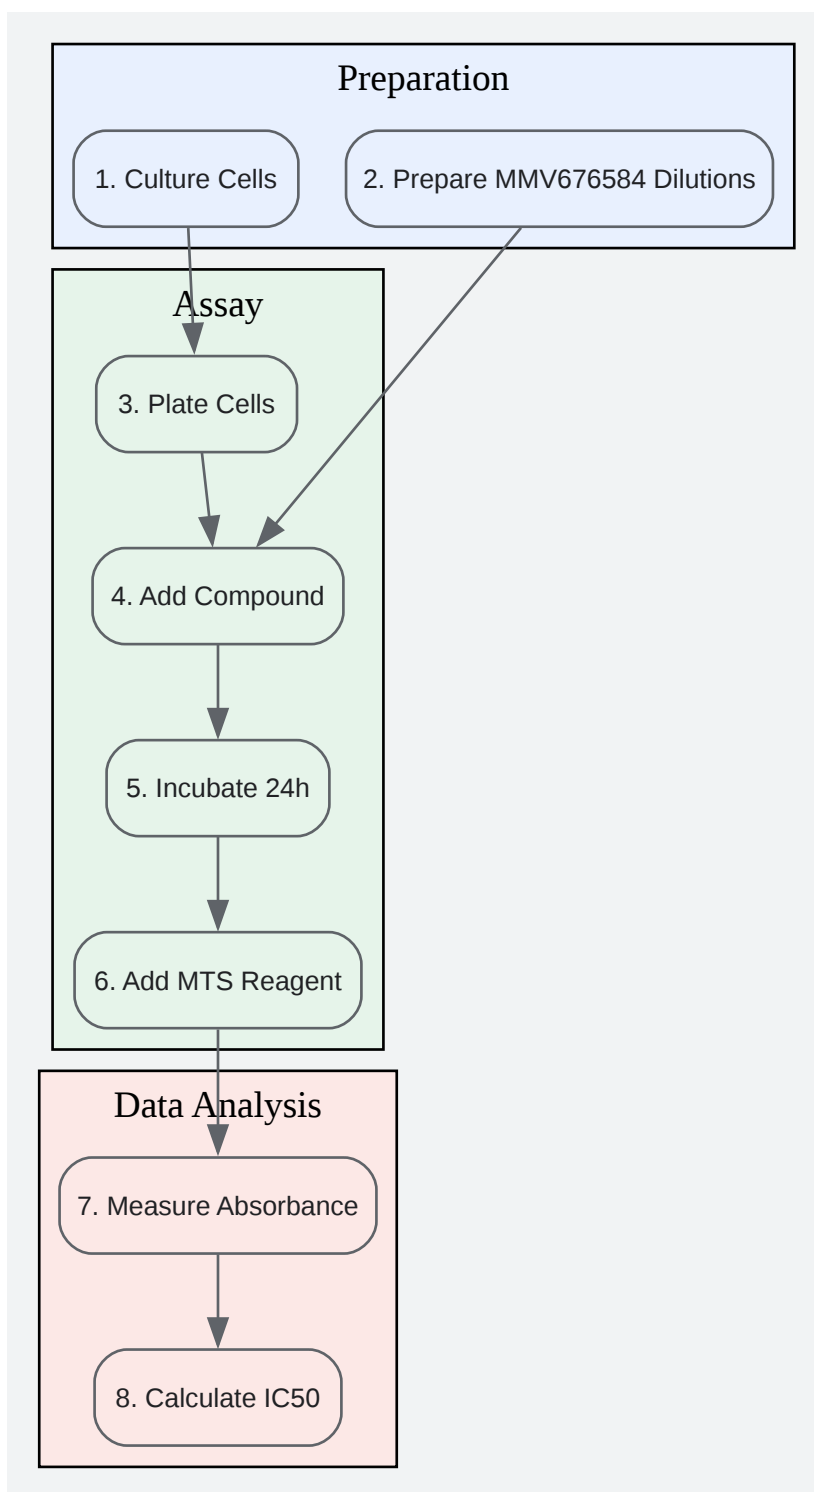 Preparation
1. Culture Cells
2. Prepare MMV676584 Dilutions
Assay
3. Plate Cells
4. Add Compound
5. Incubate 24h
6. Add MTS Reagent
Data Analysis
7. Measure Absorbance
8. Calculate IC50